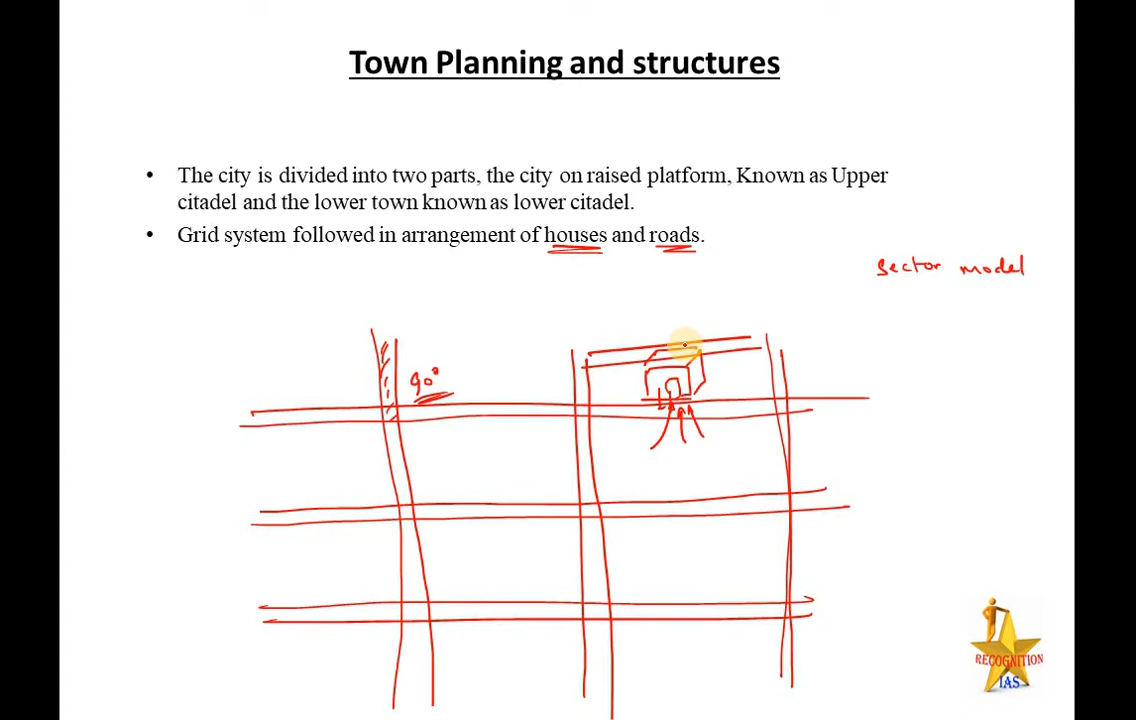 Town Planning and structures
• The city is divided into two parts, the city on raised platform, Known as Upper
citadel and the lower town known as lower citadel.
• Grid system followed in arrangement of houses and roads.
Sector model
90°
RECOGNITION
IAS